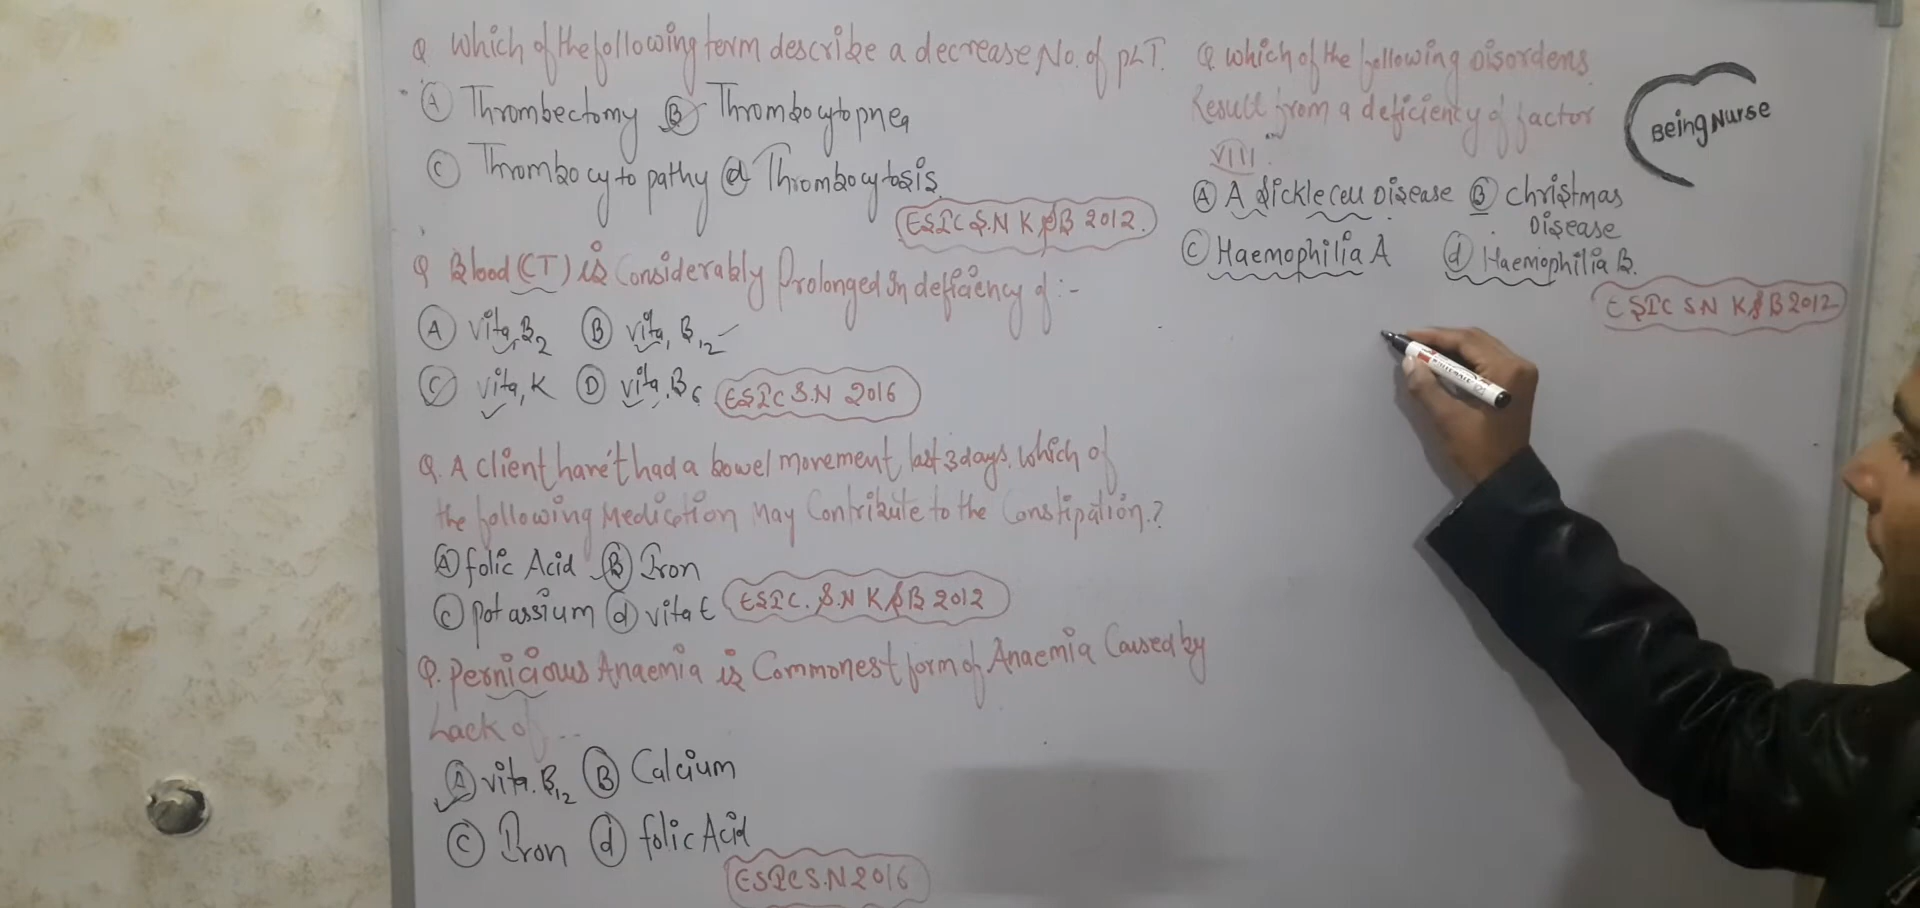 Q Which of the following term describe a decrease No. of PLT.
(A) Thrombectomy (B) Thrombocytopnea
(C) Thrombocytopathy (d) Thrombocytosis
ESIC S.N K&B 2012.
Q Blood (CT) is Considerably Prolonged In defiaency of :-
(A) vita, B2 (B) vita, B12
(C) vita, K (D) vita. B6
ESIC S.N 2016
Q. A client have't had a bowel movement last 3 days. which of
the following Medication May Contribute to the Constipation.?
(A) folic Acid (B) Iron
(C) potassium (d) vita E
ESIC. S.N K&B 2012
Q. Pernicious Anaemia is Commonest form of Anaemia Caused by
Lack of ...
(A) vita. B12 (B) Calcium
(C) Iron (d) folic Acid
ESIC S.N 2016
Q which of the following Disorders
Result from a deficiency of factor
VIII.
(A) A Sickle cell Disease (B) christmas
Disease
(C) Haemophilia A (d) Haemophilia B.
ESIC SN K&B 2012
Being Nurse